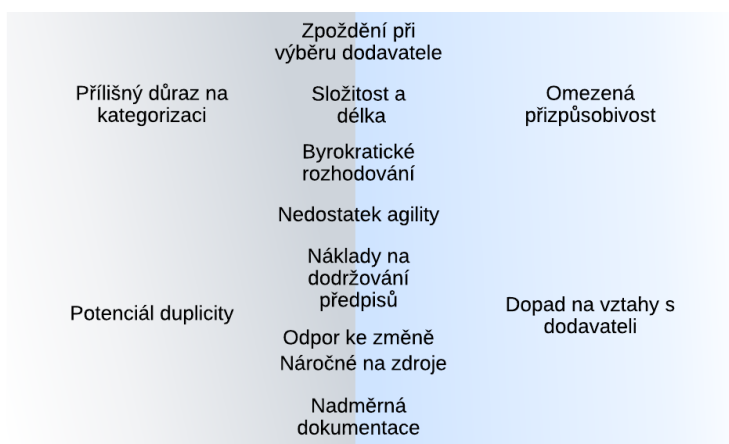 Zpoždění při
výběru dodavatele
Přílišný důraz na
kategorizaci
Složitost a
délka
Omezená
přizpůsobivost
Byrokratické
rozhodování
Nedostatek agility
Náklady na
dodržování
předpisů
Potenciál duplicity
Dopad na vztahy s
dodavateli
Odpor ke změně
Náročné na zdroje
Nadměrná
dokumentace